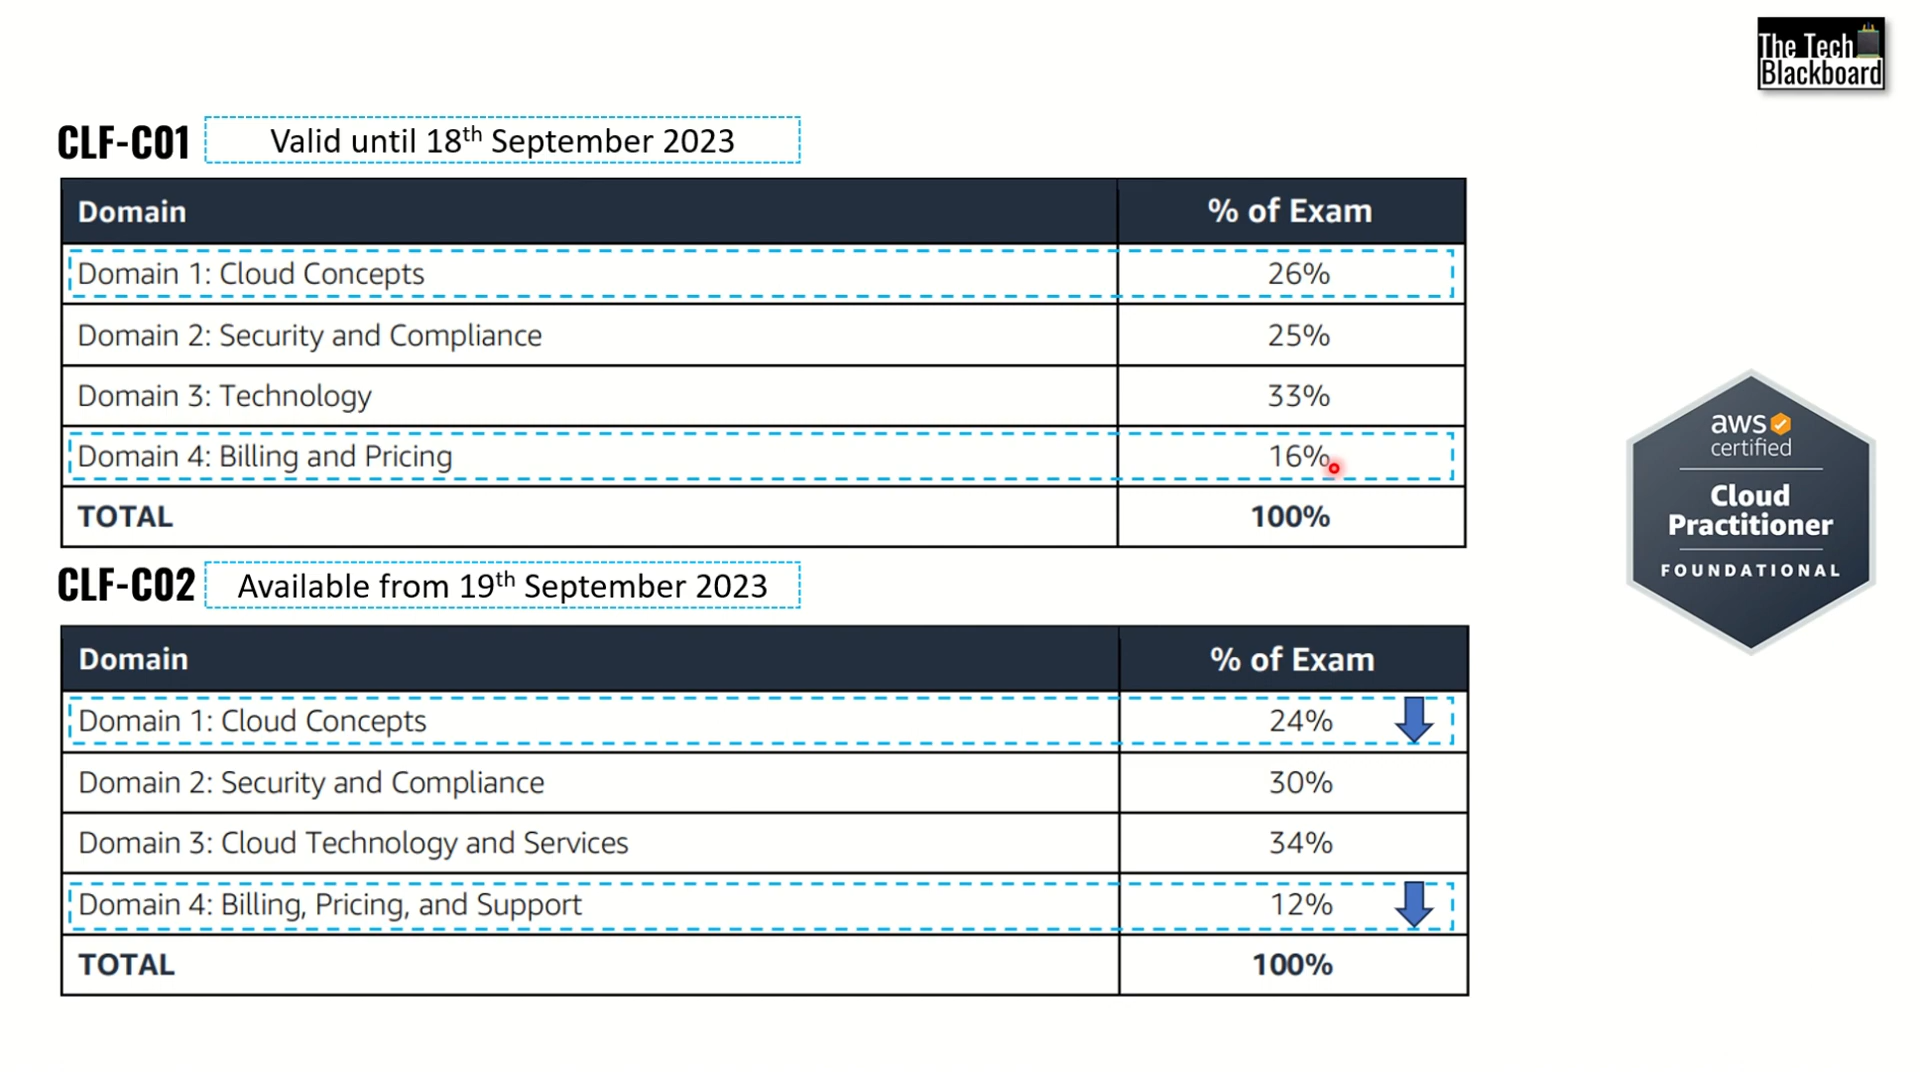 The Tech
Blackboard
CLF-C01 Valid until 18th September 2023
Domain % of Exam
Domain 1: Cloud Concepts 26%
Domain 2: Security and Compliance 25%
Domain 3: Technology 33%
Domain 4: Billing and Pricing 16%
TOTAL 100%
aws
certified
Cloud
Practitioner
FOUNDATIONAL
CLF-C02 Available from 19th September 2023
Domain % of Exam
Domain 1: Cloud Concepts 24%
Domain 2: Security and Compliance 30%
Domain 3: Cloud Technology and Services 34%
Domain 4: Billing, Pricing, and Support 12%
TOTAL 100%